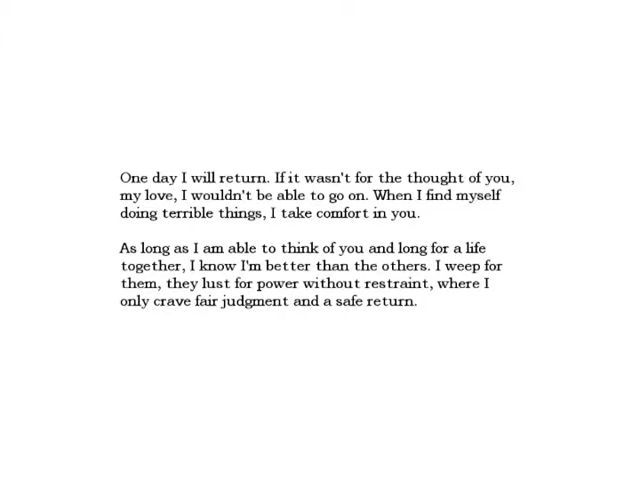 One day I will return. If it wasn't for the thought of you,
my love, I wouldn't be able to go on. When I find myself
doing terrible things, I take comfort in you.
As long as I am able to think of you and long for a life
together, I know I'm better than the others. I weep for
them, they lust for power without restraint, where I
only crave fair judgment and a safe return.